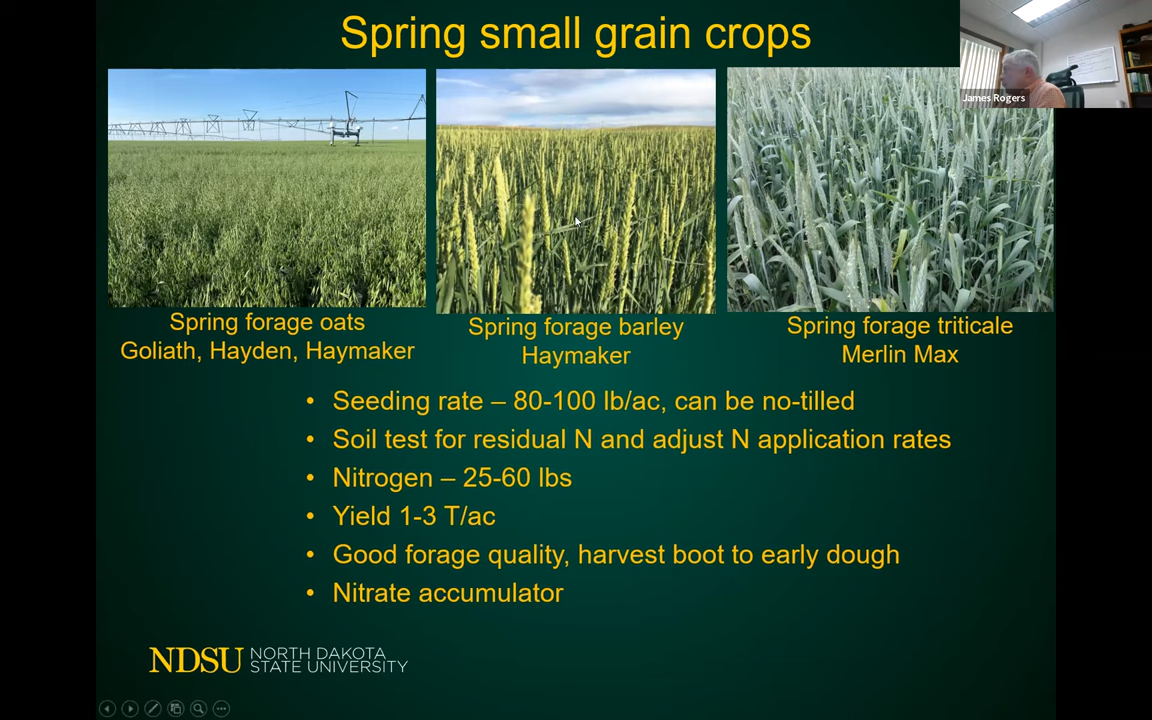 Spring small grain crops
James Rogers
Spring forage oats
Goliath, Hayden, Haymaker
Spring forage barley
Haymaker
Spring forage triticale
Merlin Max
• Seeding rate – 80-100 lb/ac, can be no-tilled
• Soil test for residual N and adjust N application rates
• Nitrogen – 25-60 lbs
• Yield 1-3 T/ac
• Good forage quality, harvest boot to early dough
• Nitrate accumulator
NDSU NORTH DAKOTA
STATE UNIVERSITY